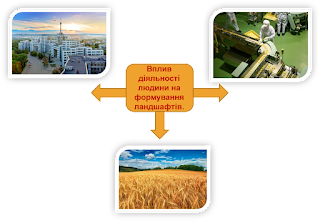 Вплив
діяльності
людини на
формування
ландшафтів.